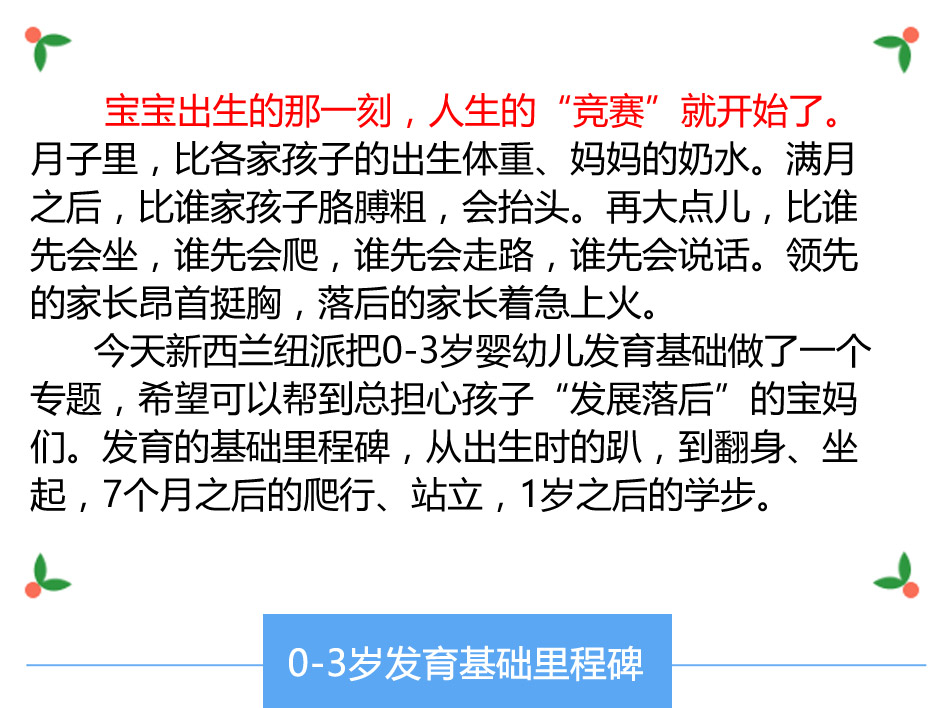 宝宝出生的那一刻，人生的“竞赛”就开始了。
月子里，比各家孩子的出生体重、妈妈的奶水。满月
之后，比谁家孩子胳膊粗，会抬头。再大点儿，比谁
先会坐，谁先会爬，谁先会走路，谁先会说话。领先
的家长昂首挺胸，落后的家长着急上火。
今天新西兰纽派把0-3岁婴幼儿发育基础做了一个
专题，希望可以帮到总担心孩子“发展落后”的宝妈
们。发育的基础里程碑，从出生时的趴，到翻身、坐
起，7个月之后的爬行、站立，1岁之后的学步。
0-3岁发育基础里程碑